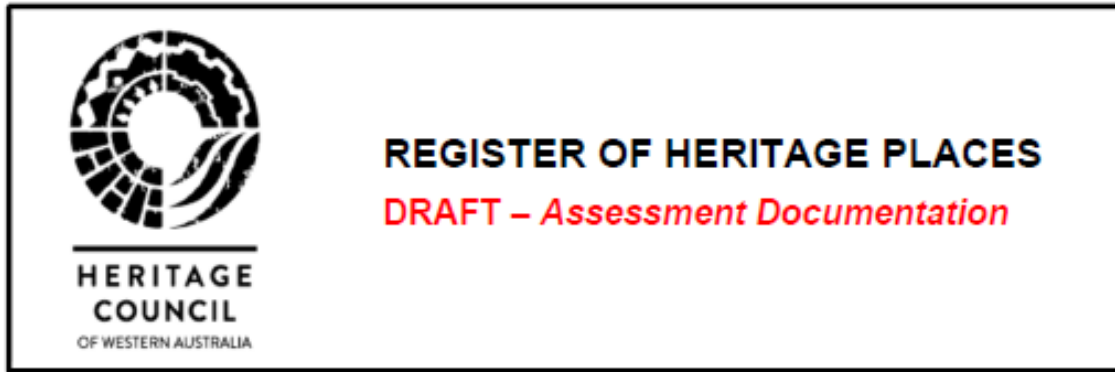 HERITAGE
COUNCIL
OF WESTERN AUSTRALIA
REGISTER OF HERITAGE PLACES
DRAFT – Assessment Documentation